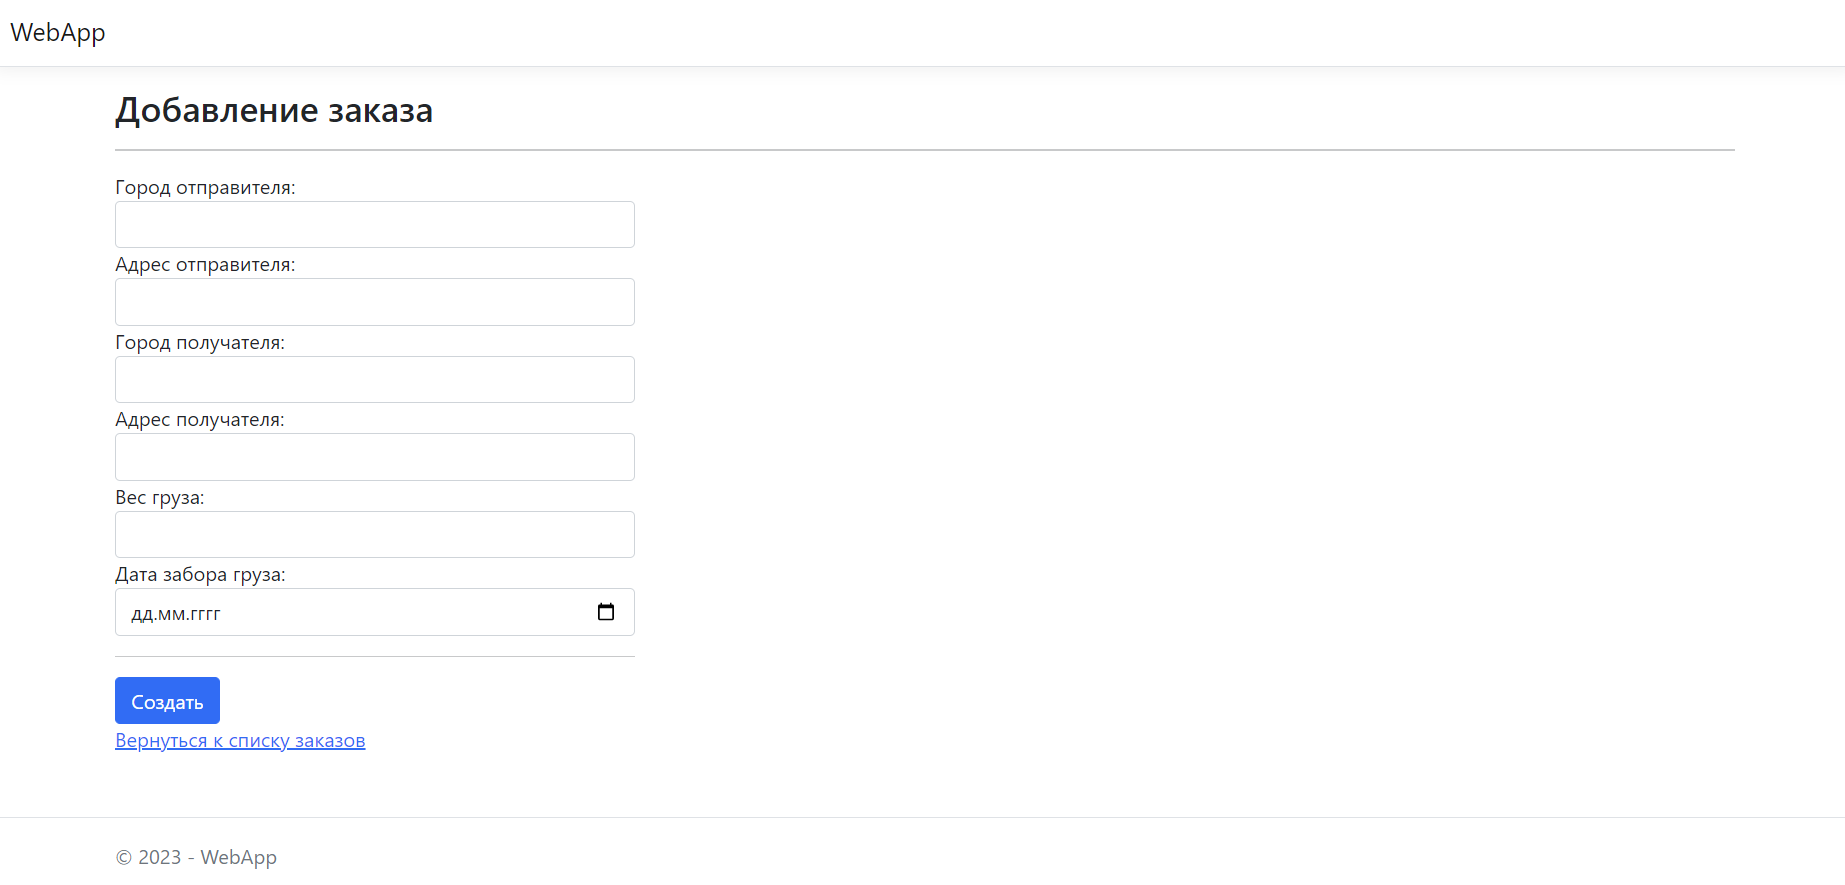 WebApp
Добавление заказа
Город отправителя:
Адрес отправителя:
Город получателя:
Адрес получателя:
Вес груза:
Дата забора груза:
дд.мм.гггг
Создать
Вернуться к списку заказов
© 2023 - WebApp